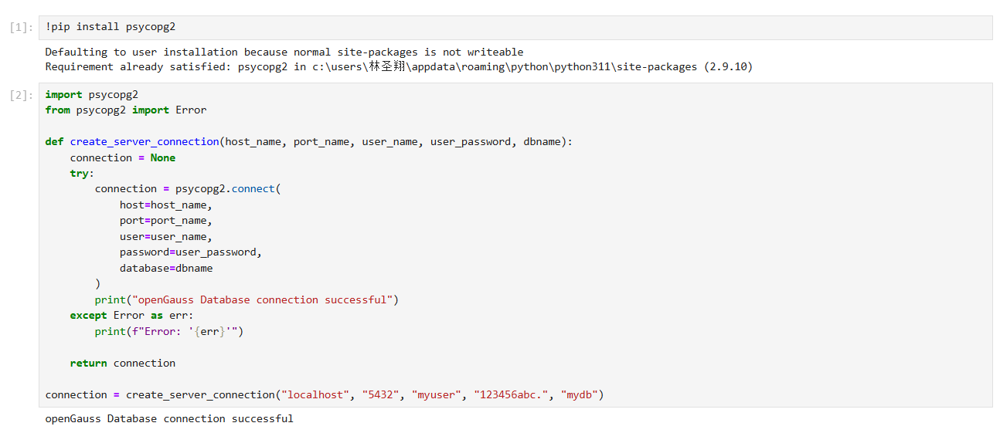 [1]: !pip install psycopg2
Defaulting to user installation because normal site-packages is not writeable
Requirement already satisfied: psycopg2 in c:\users\林圣翔\appdata\roaming\python\python311\site-packages (2.9.10)
[2]: import psycopg2
from psycopg2 import Error

def create_server_connection(host_name, port_name, user_name, user_password, dbname):
    connection = None
    try:
        connection = psycopg2.connect(
            host=host_name,
            port=port_name,
            user=user_name,
            password=user_password,
            database=dbname
        )
        print("openGauss Database connection successful")
    except Error as err:
        print(f"Error: '{err}'")

    return connection

connection = create_server_connection("localhost", "5432", "myuser", "123456abc.", "mydb")
openGauss Database connection successful